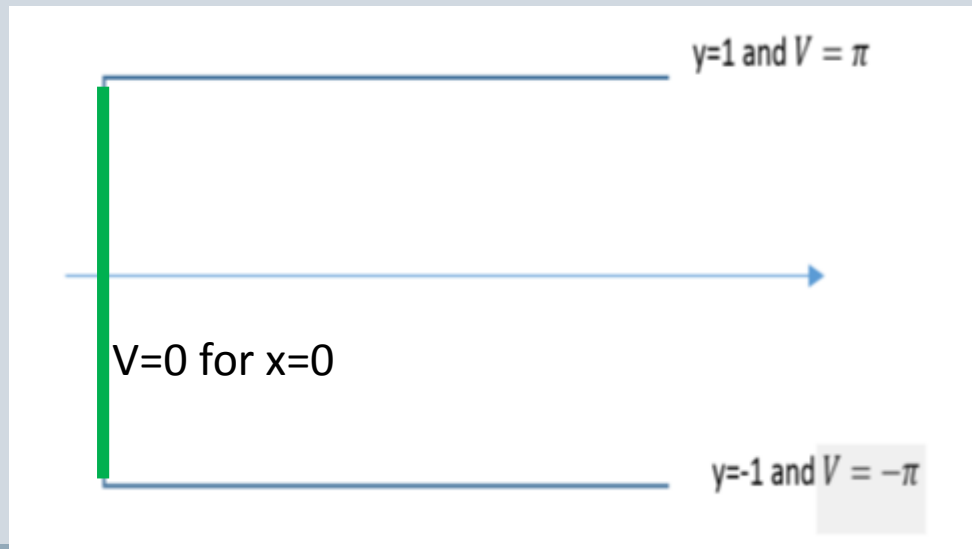 y=1 and V = π
V=0 for x=0
y=-1 and V = −π